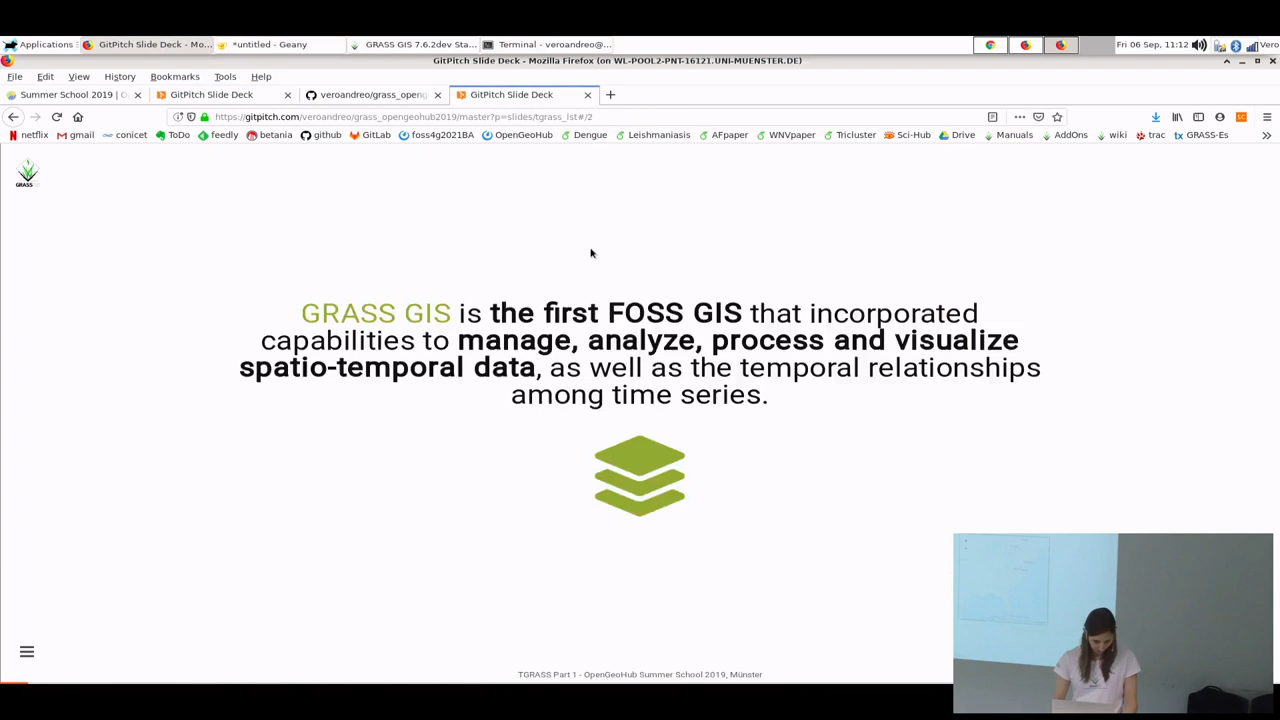 Applications
GitPitch Slide Deck - Mo...
*untitled - Geany
GRASS GIS 7.6.2dev Sta...
Terminal - veroandreo@...
Fri 06 Sep, 11:12
Vero
GitPitch Slide Deck - Mozilla Firefox (on WL-POOL2-PNT-16121.UNI-MUENSTER.DE)
File Edit View History Bookmarks Tools Help
Summer School 2019 |
GitPitch Slide Deck
veroandreo/grass_openg
GitPitch Slide Deck
https://gitpitch.com/veroandreo/grass_opengeohub2019/master?p=slides/tgrass_lst#/2
netflix gmail conicet ToDo feedly betania github GitLab foss4g2021BA OpenGeoHub Dengue Leishmaniasis AFpaper WNVpaper Tricluster Sci-Hub Drive Manuals AddOns wiki trac GRASS-Es
GRASS GIS
GRASS GIS is the first FOSS GIS that incorporated
capabilities to manage, analyze, process and visualize
spatio-temporal data, as well as the temporal relationships
among time series.
TGRASS Part 1 - OpenGeoHub Summer School 2019, Münster